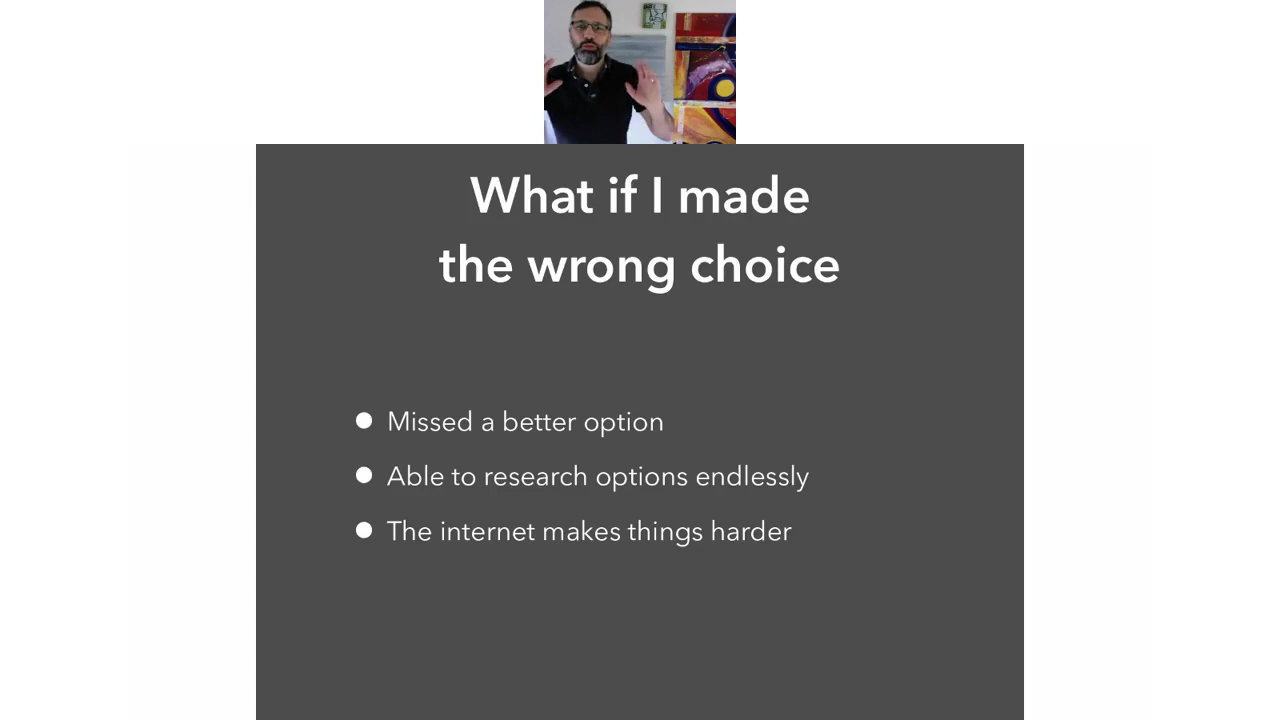 What if I made
the wrong choice
Missed a better option
Able to research options endlessly
The internet makes things harder